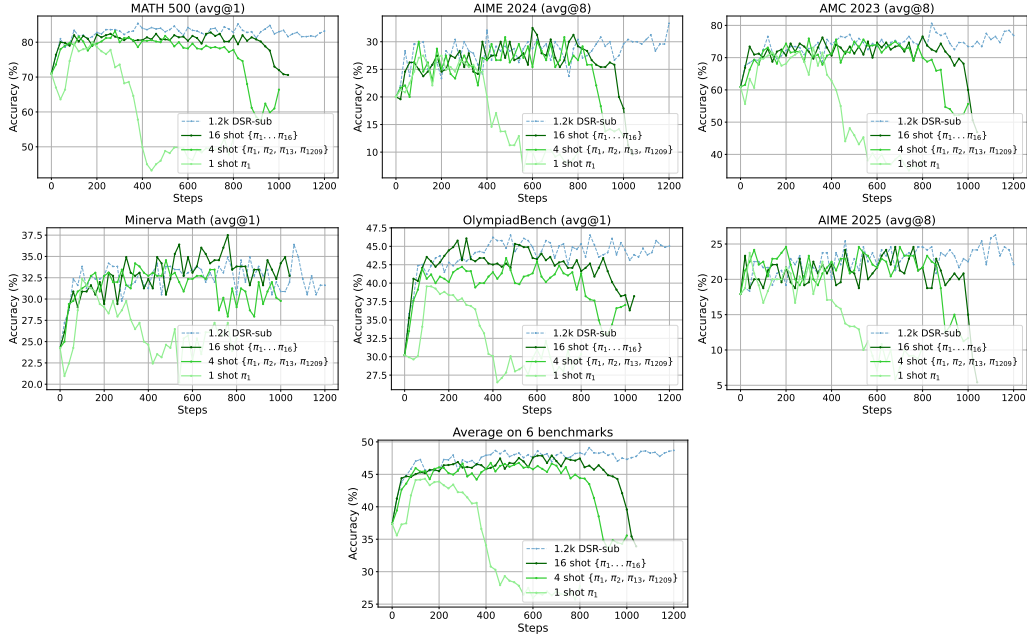 MATH 500 (avg@1)
Accuracy (%)
80
70
60
50
0 200 400 600 800 1000 1200
Steps
1.2k DSR-sub
16 shot {π₁...π₁₆}
4 shot {π₁, π₂, π₁₃, π₁₂₀₉}
1 shot π₁
AIME 2024 (avg@8)
Accuracy (%)
30
25
20
15
10
0 200 400 600 800 1000 1200
Steps
1.2k DSR-sub
16 shot {π₁...π₁₆}
4 shot {π₁, π₂, π₁₃, π₁₂₀₉}
1 shot π₁
AMC 2023 (avg@8)
Accuracy (%)
80
70
60
50
40
0 200 400 600 800 1000 1200
Steps
1.2k DSR-sub
16 shot {π₁...π₁₆}
4 shot {π₁, π₂, π₁₃, π₁₂₀₉}
1 shot π₁
Minerva Math (avg@1)
Accuracy (%)
37.5
35.0
32.5
30.0
27.5
25.0
22.5
20.0
0 200 400 600 800 1000 1200
Steps
1.2k DSR-sub
16 shot {π₁...π₁₆}
4 shot {π₁, π₂, π₁₃, π₁₂₀₉}
1 shot π₁
OlympiadBench (avg@1)
Accuracy (%)
47.5
45.0
42.5
40.0
37.5
35.0
32.5
30.0
27.5
0 200 400 600 800 1000 1200
Steps
1.2k DSR-sub
16 shot {π₁...π₁₆}
4 shot {π₁, π₂, π₁₃, π₁₂₀₉}
1 shot π₁
AIME 2025 (avg@8)
Accuracy (%)
25
20
15
10
5
0 200 400 600 800 1000 1200
Steps
1.2k DSR-sub
16 shot {π₁...π₁₆}
4 shot {π₁, π₂, π₁₃, π₁₂₀₉}
1 shot π₁
Average on 6 benchmarks
Accuracy (%)
50
45
40
35
30
25
0 200 400 600 800 1000 1200
Steps
1.2k DSR-sub
16 shot {π₁...π₁₆}
4 shot {π₁, π₂, π₁₃, π₁₂₀₉}
1 shot π₁